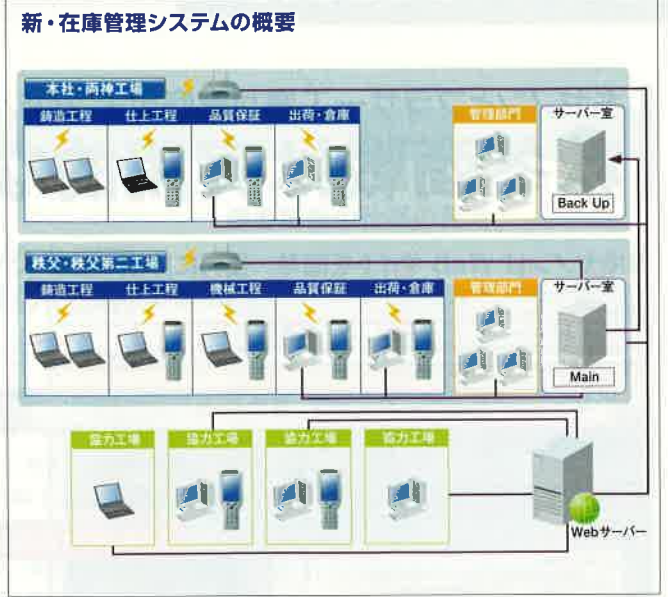 新・在庫管理システムの概要
本社・両神工場
鋳造工程 仕上工程 品質保証 出荷・倉庫 管理部門 サーバー室
Back Up
秩父・秩父第二工場
鋳造工程 仕上工程 機械工程 品質保証 出荷・倉庫 管理部門 サーバー室
Main
協力工場 協力工場 協力工場 協力工場
Webサーバー